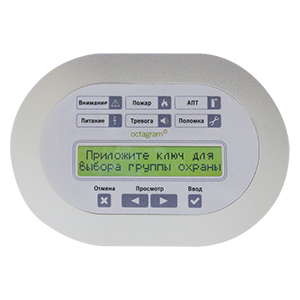 Внимание Пожар АПТ
Питание Тревога Поломка
octagram
Приложите ключ для
выбора группы охраны
Отмена Просмотр Ввод